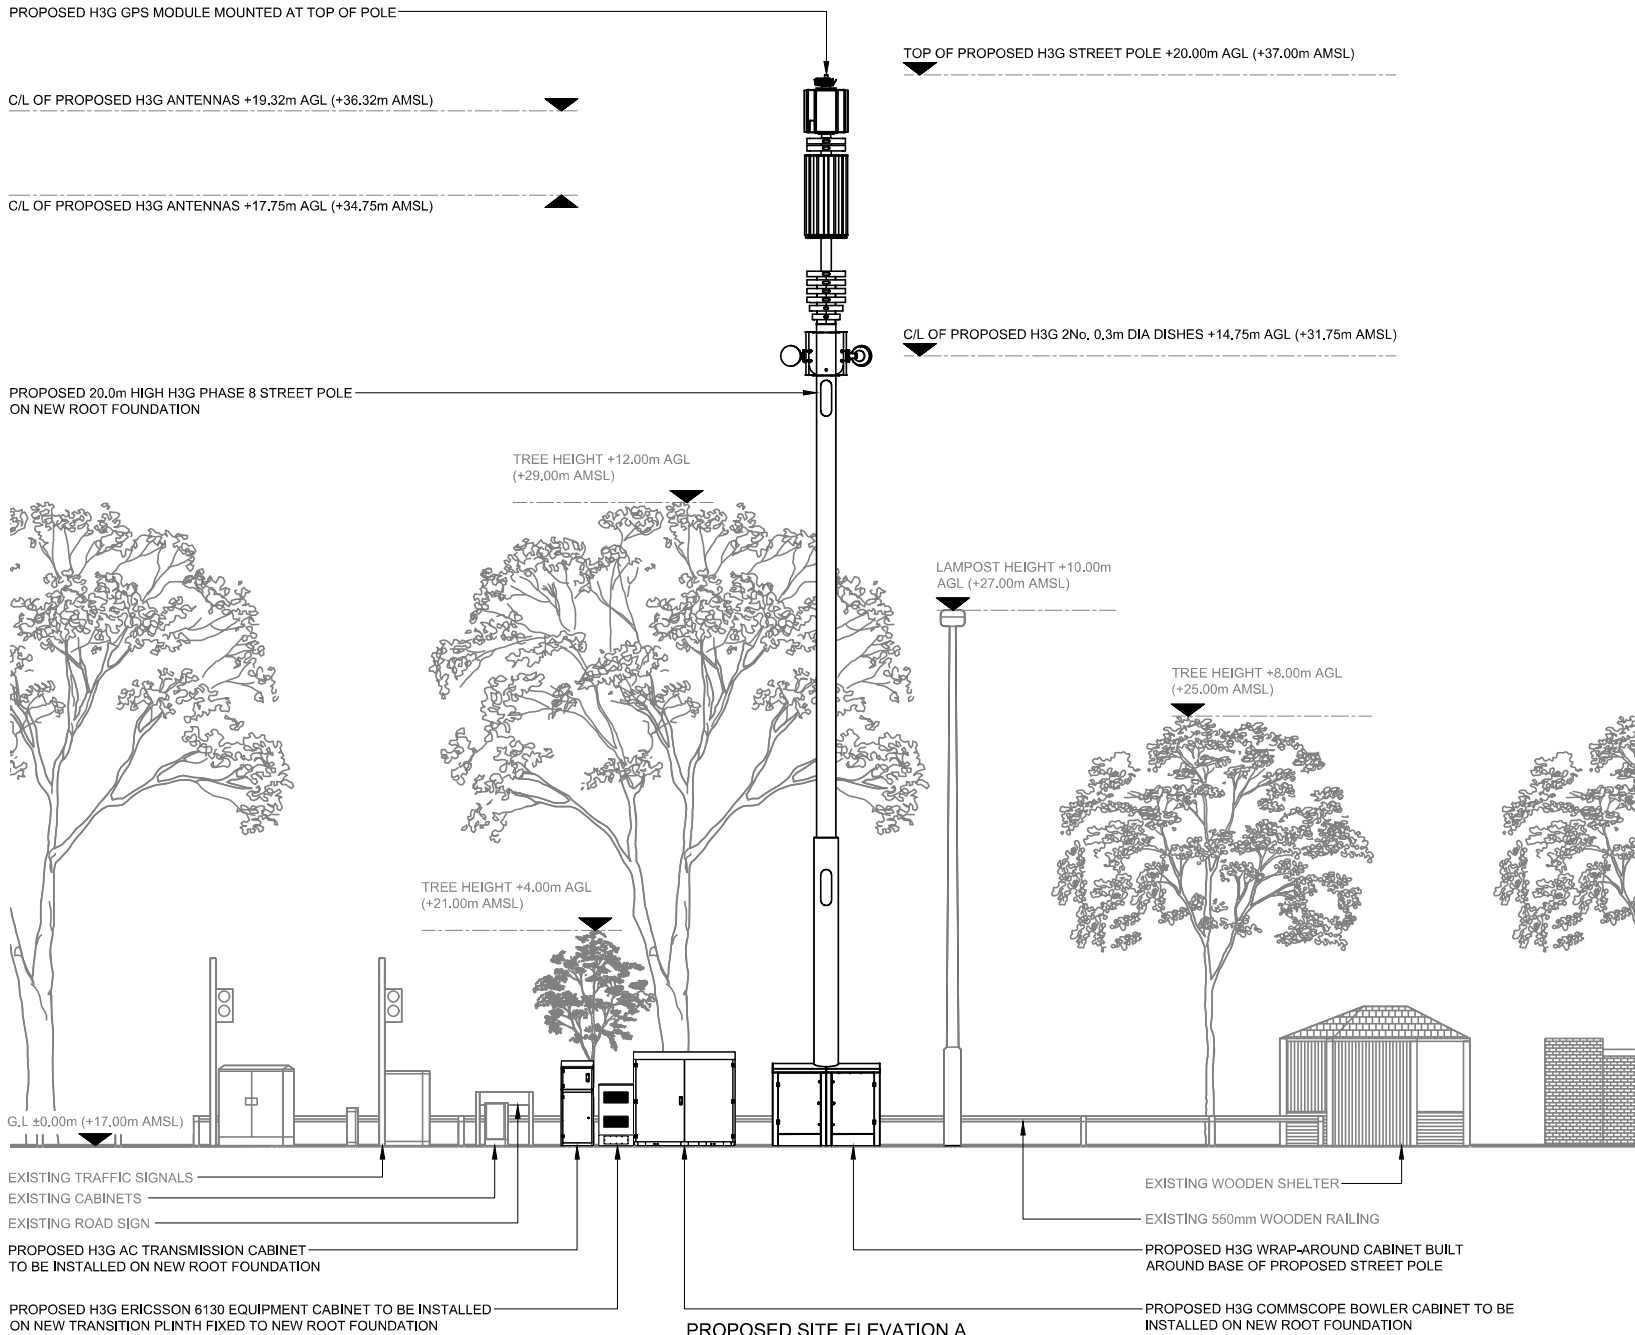 PROPOSED H3G GPS MODULE MOUNTED AT TOP OF POLE
TOP OF PROPOSED H3G STREET POLE +20.00m AGL (+37.00m AMSL)
C/L OF PROPOSED H3G ANTENNAS +19.32m AGL (+36.32m AMSL)
C/L OF PROPOSED H3G ANTENNAS +17.75m AGL (+34.75m AMSL)
C/L OF PROPOSED H3G 2No. 0.3m DIA DISHES +14.75m AGL (+31.75m AMSL)
PROPOSED 20.0m HIGH H3G PHASE 8 STREET POLE
ON NEW ROOT FOUNDATION
TREE HEIGHT +12.00m AGL
(+29.00m AMSL)
LAMPOST HEIGHT +10.00m
AGL (+27.00m AMSL)
TREE HEIGHT +8.00m AGL
(+25.00m AMSL)
TREE HEIGHT +4.00m AGL
(+21.00m AMSL)
G.L ±0.00m (+17.00m AMSL)
EXISTING TRAFFIC SIGNALS
EXISTING CABINETS
EXISTING ROAD SIGN
PROPOSED H3G AC TRANSMISSION CABINET
TO BE INSTALLED ON NEW ROOT FOUNDATION
PROPOSED H3G ERICSSON 6130 EQUIPMENT CABINET TO BE INSTALLED
ON NEW TRANSITION PLINTH FIXED TO NEW ROOT FOUNDATION
EXISTING WOODEN SHELTER
EXISTING 550mm WOODEN RAILING
PROPOSED H3G WRAP-AROUND CABINET BUILT
AROUND BASE OF PROPOSED STREET POLE
PROPOSED H3G COMMSCOPE BOWLER CABINET TO BE
INSTALLED ON NEW ROOT FOUNDATION
PROPOSED SITE ELEVATION A